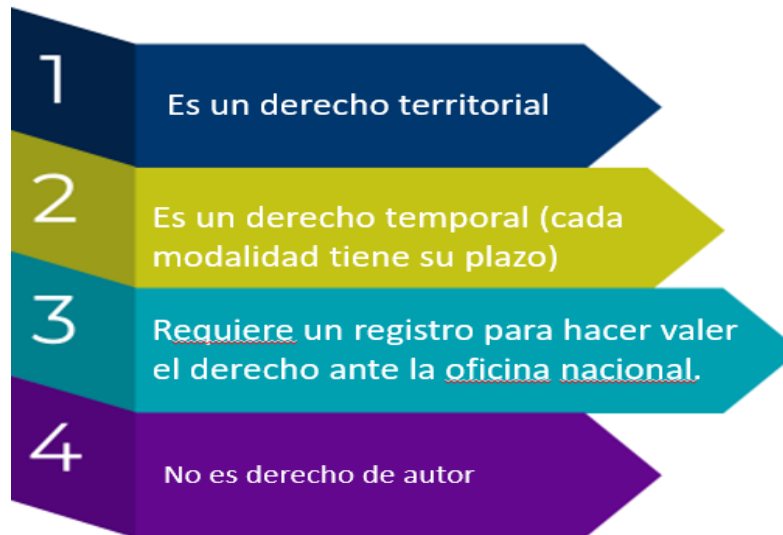 1
Es un derecho territorial
2
Es un derecho temporal (cada
modalidad tiene su plazo)
3
Requiere un registro para hacer valer
el derecho ante la oficina nacional.
4
No es derecho de autor